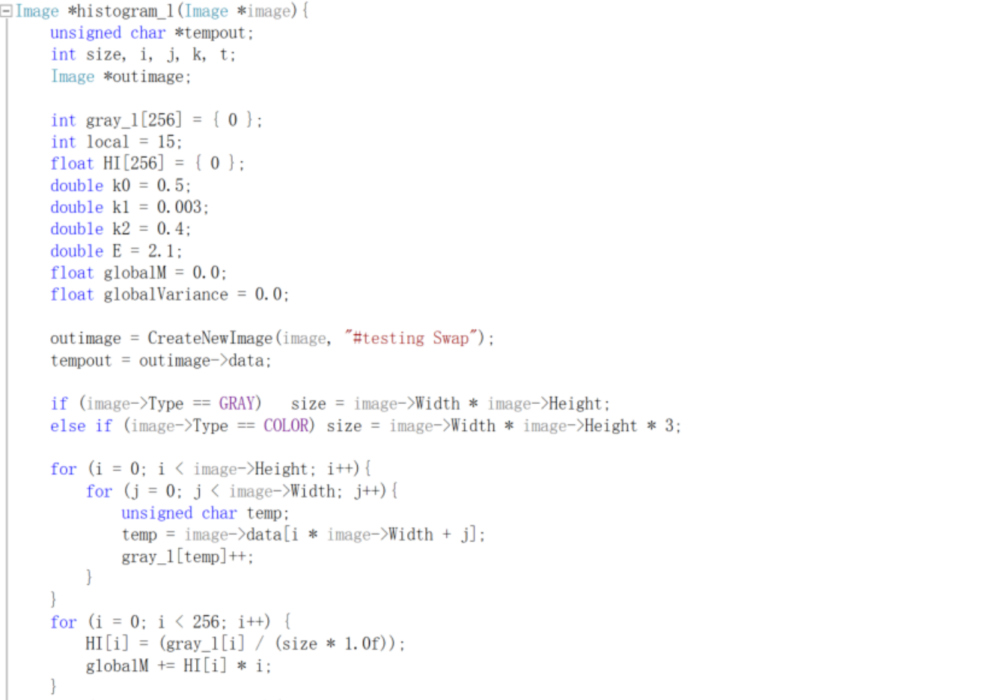 Image *histogram_l(Image *image){
    unsigned char *tempout;
    int size, i, j, k, t;
    Image *outimage;

    int gray_l[256] = { 0 };
    int local = 15;
    float HI[256] = { 0 };
    double k0 = 0.5;
    double k1 = 0.003;
    double k2 = 0.4;
    double E = 2.1;
    float globalM = 0.0;
    float globalVariance = 0.0;

    outimage = CreateNewImage(image, "#testing Swap");
    tempout = outimage->data;

    if (image->Type == GRAY)   size = image->Width * image->Height;
    else if (image->Type == COLOR) size = image->Width * image->Height * 3;

    for (i = 0; i < image->Height; i++){
        for (j = 0; j < image->Width; j++){
            unsigned char temp;
            temp = image->data[i * image->Width + j];
            gray_l[temp]++;
        }
    }
    for (i = 0; i < 256; i++) {
        HI[i] = (gray_l[i] / (size * 1.0f));
        globalM += HI[i] * i;
    }